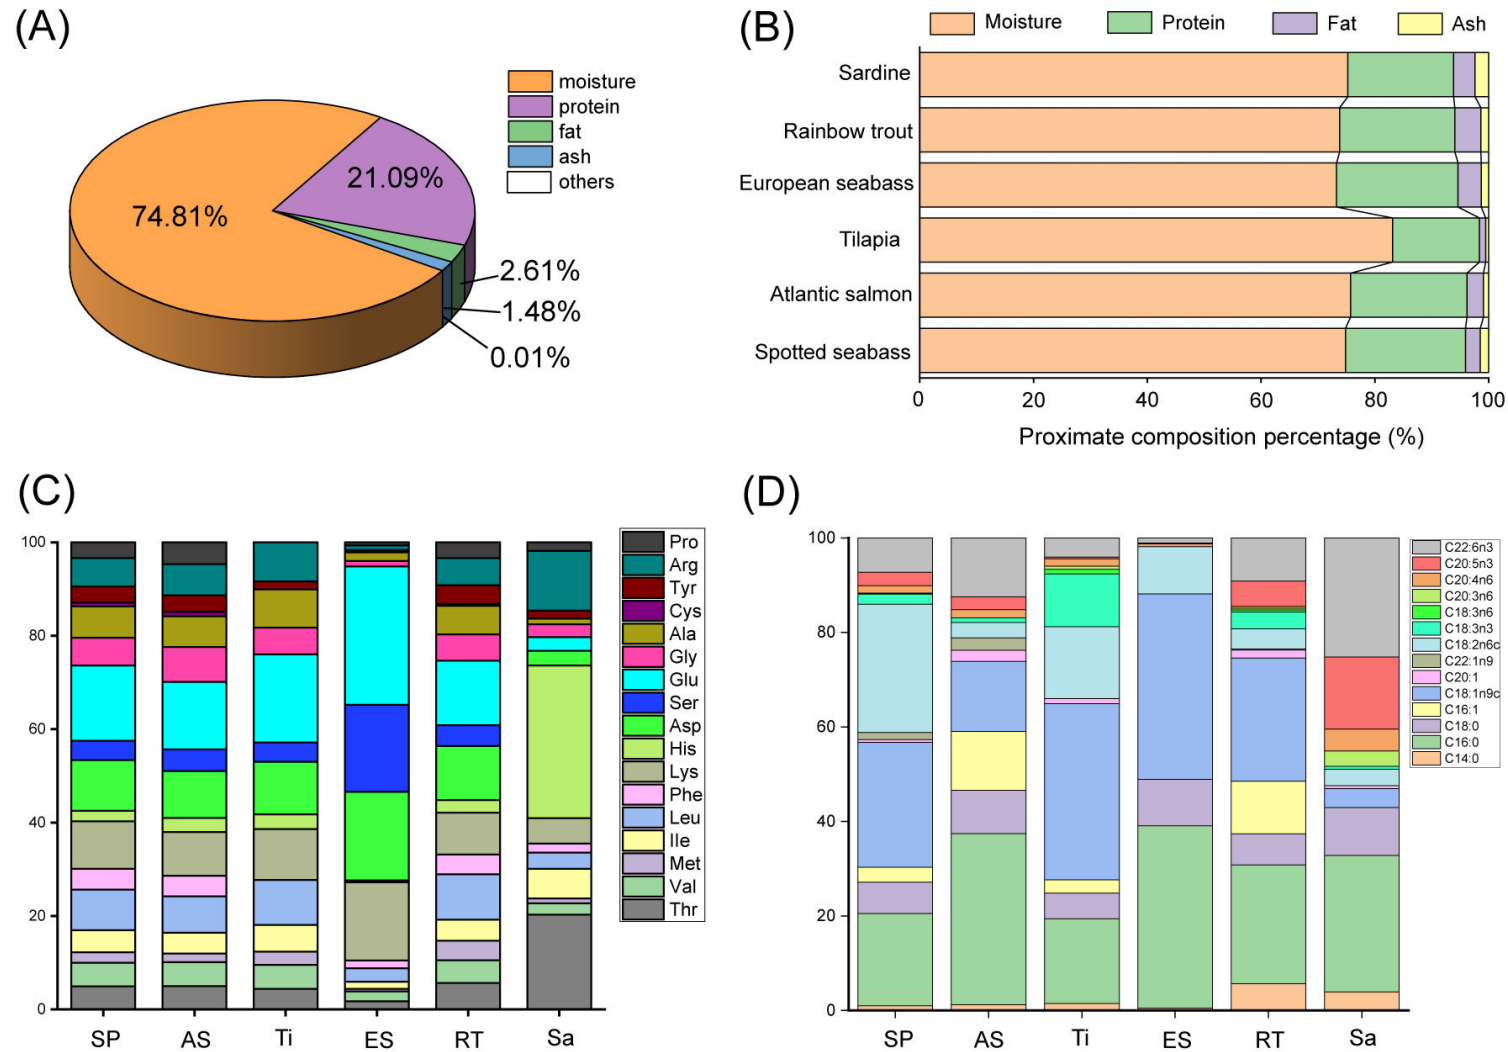 (A)
moisture
protein
fat
ash
others
74.81%
21.09%
2.61%
1.48%
0.01%
(B)
Moisture Protein Fat Ash
Sardine
Rainbow trout
European seabass
Tilapia
Atlantic salmon
Spotted seabass
0 20 40 60 80 100
Proximate composition percentage (%)
(C)
100
80
60
40
20
0
SP AS Ti ES RT Sa
Pro
Arg
Tyr
Cys
Ala
Gly
Glu
Ser
Asp
His
Lys
Phe
Leu
Ile
Met
Val
Thr
(D)
100
80
60
40
20
0
SP AS Ti ES RT Sa
C22:6n3
C20:5n3
C20:4n6
C20:3n6
C18:3n6
C18:3n3
C18:2n6c
C22:1n9
C20:1
C18:1n9c
C16:1
C18:0
C16:0
C14:0